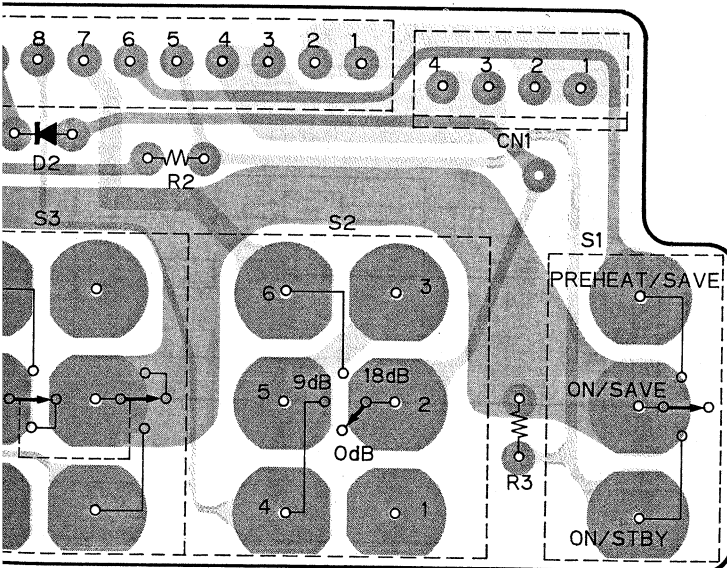 8 7 6 5 4 3 2 1
4 3 2 1
CN1
D2
R2
S3
S2
S1
6 3
PREHEAT/SAVE
5 9dB 18dB 2
ON/SAVE
0dB
R3
4 1
ON/STBY